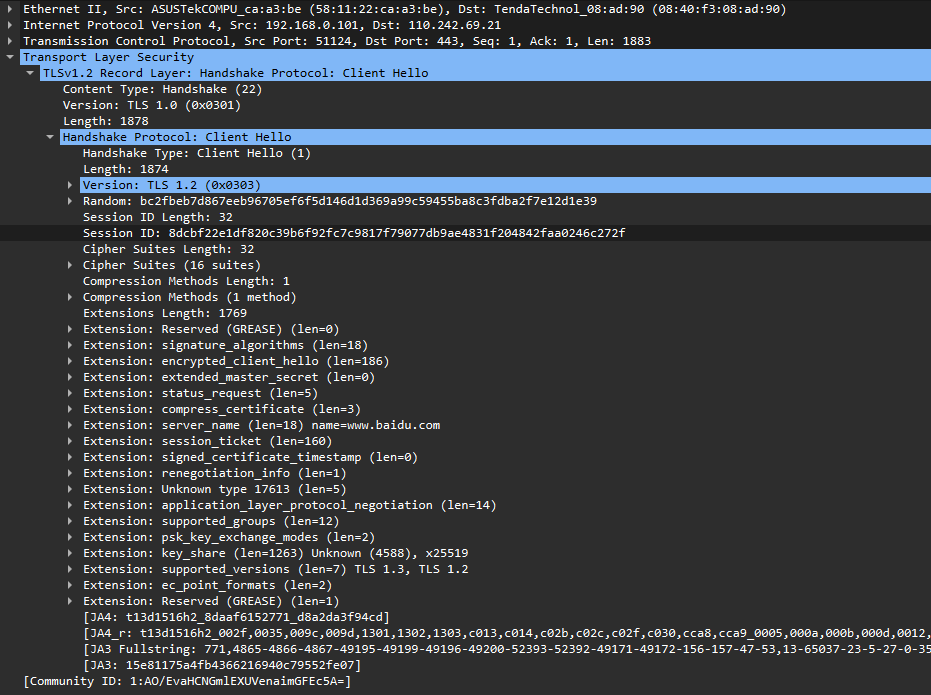 Ethernet II, Src: ASUSTekCOMPU_ca:a3:be (58:11:22:ca:a3:be), Dst: TendaTechnol_08:ad:90 (08:40:f3:08:ad:90)
Internet Protocol Version 4, Src: 192.168.0.101, Dst: 110.242.69.21
Transmission Control Protocol, Src Port: 51124, Dst Port: 443, Seq: 1, Ack: 1, Len: 1883
Transport Layer Security
TLSv1.2 Record Layer: Handshake Protocol: Client Hello
Content Type: Handshake (22)
Version: TLS 1.0 (0x0301)
Length: 1878
Handshake Protocol: Client Hello
Handshake Type: Client Hello (1)
Length: 1874
Version: TLS 1.2 (0x0303)
Random: bc2fbeb7d867eeb96705ef6f5d146d1d369a99c59455ba8c3fdba2f7e12d1e39
Session ID Length: 32
Session ID: 8dcbf22e1df820c39b6f92fc7c9817f79077db9ae4831f204842faa0246c272f
Cipher Suites Length: 32
Cipher Suites (16 suites)
Compression Methods Length: 1
Compression Methods (1 method)
Extensions Length: 1769
Extension: Reserved (GREASE) (len=0)
Extension: signature_algorithms (len=18)
Extension: encrypted_client_hello (len=186)
Extension: extended_master_secret (len=0)
Extension: status_request (len=5)
Extension: compress_certificate (len=3)
Extension: server_name (len=18) name=www.baidu.com
Extension: session_ticket (len=160)
Extension: signed_certificate_timestamp (len=0)
Extension: renegotiation_info (len=1)
Extension: Unknown type 17613 (len=5)
Extension: application_layer_protocol_negotiation (len=14)
Extension: supported_groups (len=12)
Extension: psk_key_exchange_modes (len=2)
Extension: key_share (len=1263) Unknown (4588), x25519
Extension: supported_versions (len=7) TLS 1.3, TLS 1.2
Extension: ec_point_formats (len=2)
Extension: Reserved (GREASE) (len=1)
[JA4: t13d1516h2_8daaf6152771_d8a2da3f94cd]
[JA4_r: t13d1516h2_002f,0035,009c,009d,1301,1302,1303,c013,c014,c02b,c02c,c02f,c030,cca8,cca9_0005,000a,000b,000d,0012,
[JA3 Fullstring: 771,4865-4866-4867-49195-49199-49196-49200-52393-52392-49171-49172-156-157-47-53,13-65037-23-5-27-0-35
[JA3: 15e81175a4fb4366216940c79552fe07]
[Community ID: 1:AO/EvaHCNGmlEXUVenaimGFEc5A=]